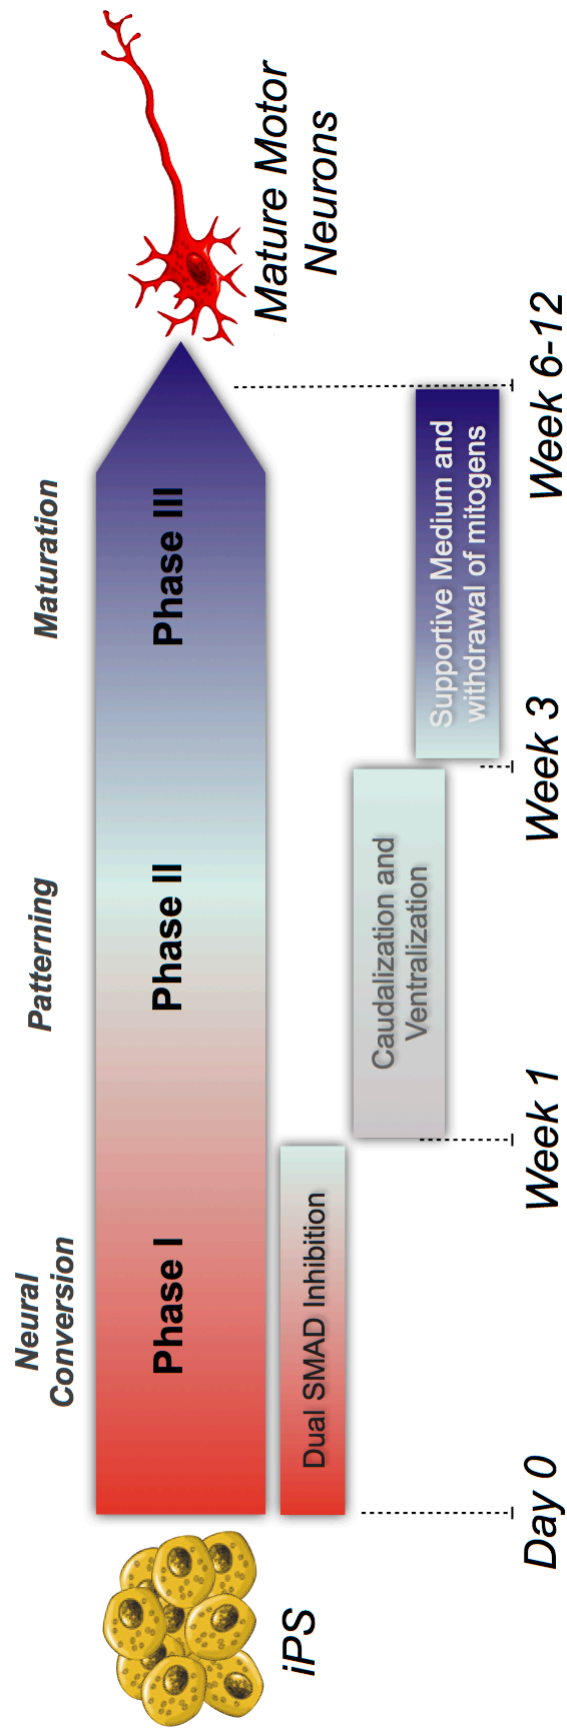 Neural
Conversion
Patterning
Maturation
Phase I
Phase II
Phase III
iPS
Mature Motor
Neurons
Dual SMAD Inhibition
Caudalization and
Ventralization
Supportive Medium and
withdrawal of mitogens
Day 0
Week 1
Week 3
Week 6-12